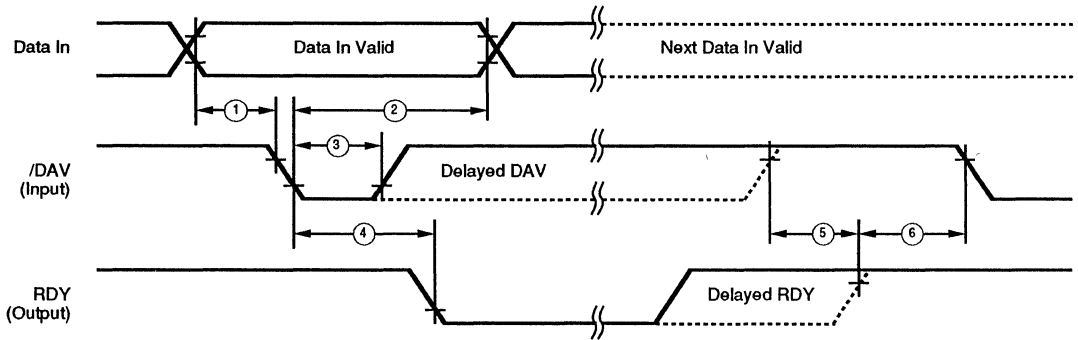 Data In
Data In Valid
Next Data In Valid
1
2
3
/DAV
(Input)
Delayed DAV
4
5
6
RDY
(Output)
Delayed RDY